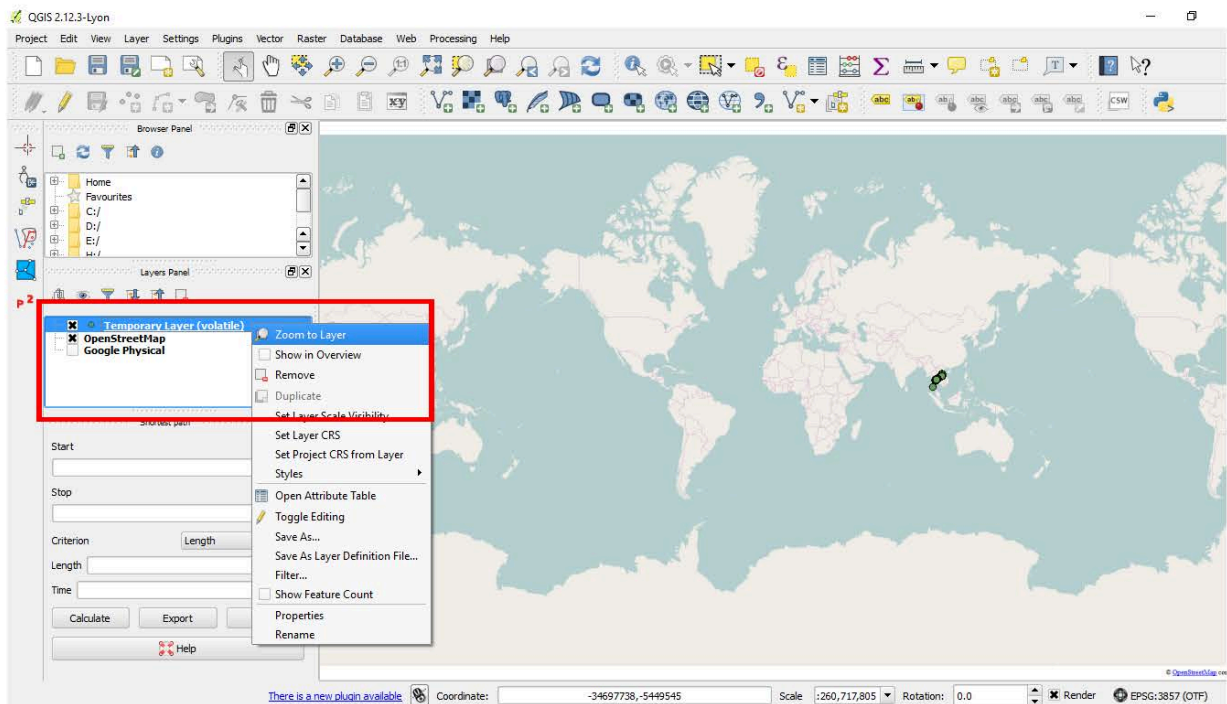 QGIS 2.12.3-Lyon
Project Edit View Layer Settings Plugins Vector Raster Database Web Processing Help
abc
CSW
Browser Panel
Home
Favourites
C:/
D:/
E:/
H:/
Layers Panel
Temporary Layer (volatile)
OpenStreetMap
Google Physical
Zoom to Layer
Show in Overview
Remove
Duplicate
Set Layer Scale Visibility
Set Layer CRS
Set Project CRS from Layer
Styles
Open Attribute Table
Toggle Editing
Save As...
Save As Layer Definition File...
Filter...
Show Feature Count
Properties
Rename
Shortest path
Start
Stop
Criterion Length
Length
Time
Calculate Export
Help
© OpenStreetMap
There is a new plugin available Coordinate: -34697738,-5449545 Scale :260,717,805 Rotation: 0.0 Render EPSG:3857 (OTF)